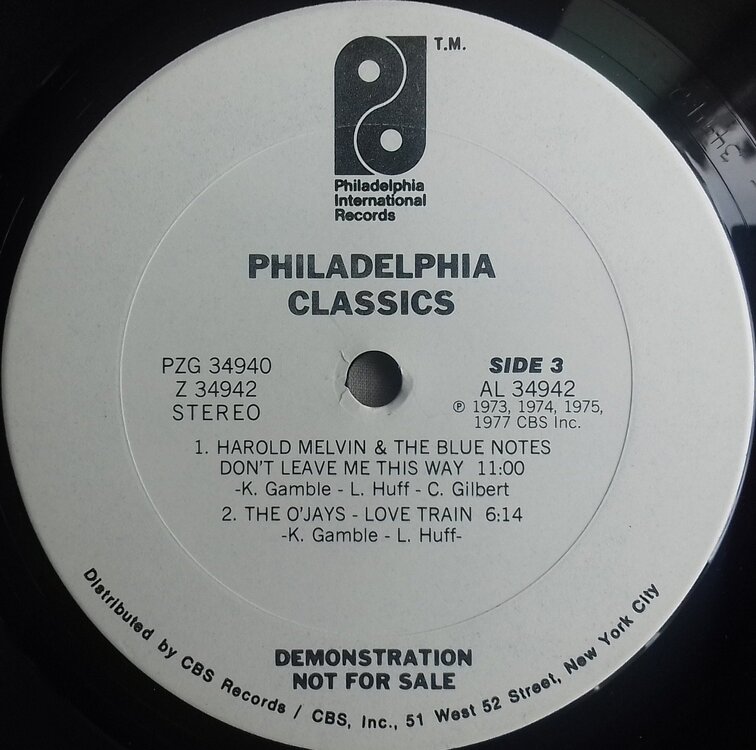 T.M.
Philadelphia
International
Records
PHILADELPHIA
CLASSICS
PZG 34940
Z 34942
STEREO
SIDE 3
AL 34942
℗ 1973, 1974, 1975,
1977 CBS Inc.
1. HAROLD MELVIN & THE BLUE NOTES
DON'T LEAVE ME THIS WAY 11:00
-K. Gamble - L. Huff - C. Gilbert
2. THE O'JAYS - LOVE TRAIN 6:14
-K. Gamble - L. Huff-
DEMONSTRATION
NOT FOR SALE
Distributed by CBS Records / CBS, Inc., 51 West 52 Street, New York City